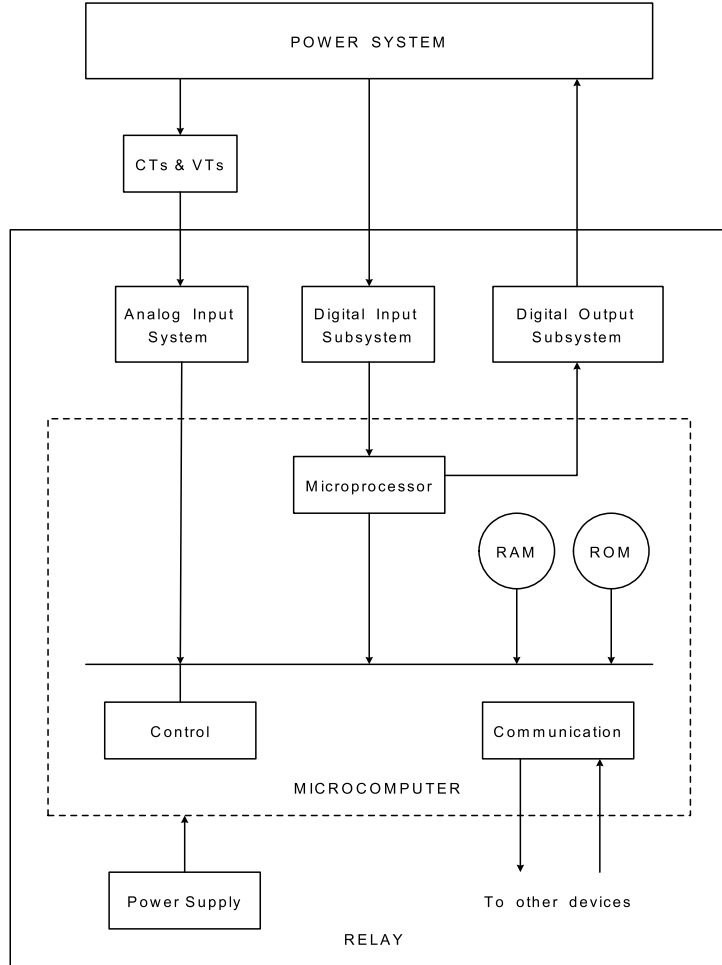 POWER SYSTEM
CTs & VTs
Analog Input
System
Digital Input
Subsystem
Digital Output
Subsystem
Microprocessor
RAM
ROM
Control
Communication
MICROCOMPUTER
Power Supply
To other devices
RELAY